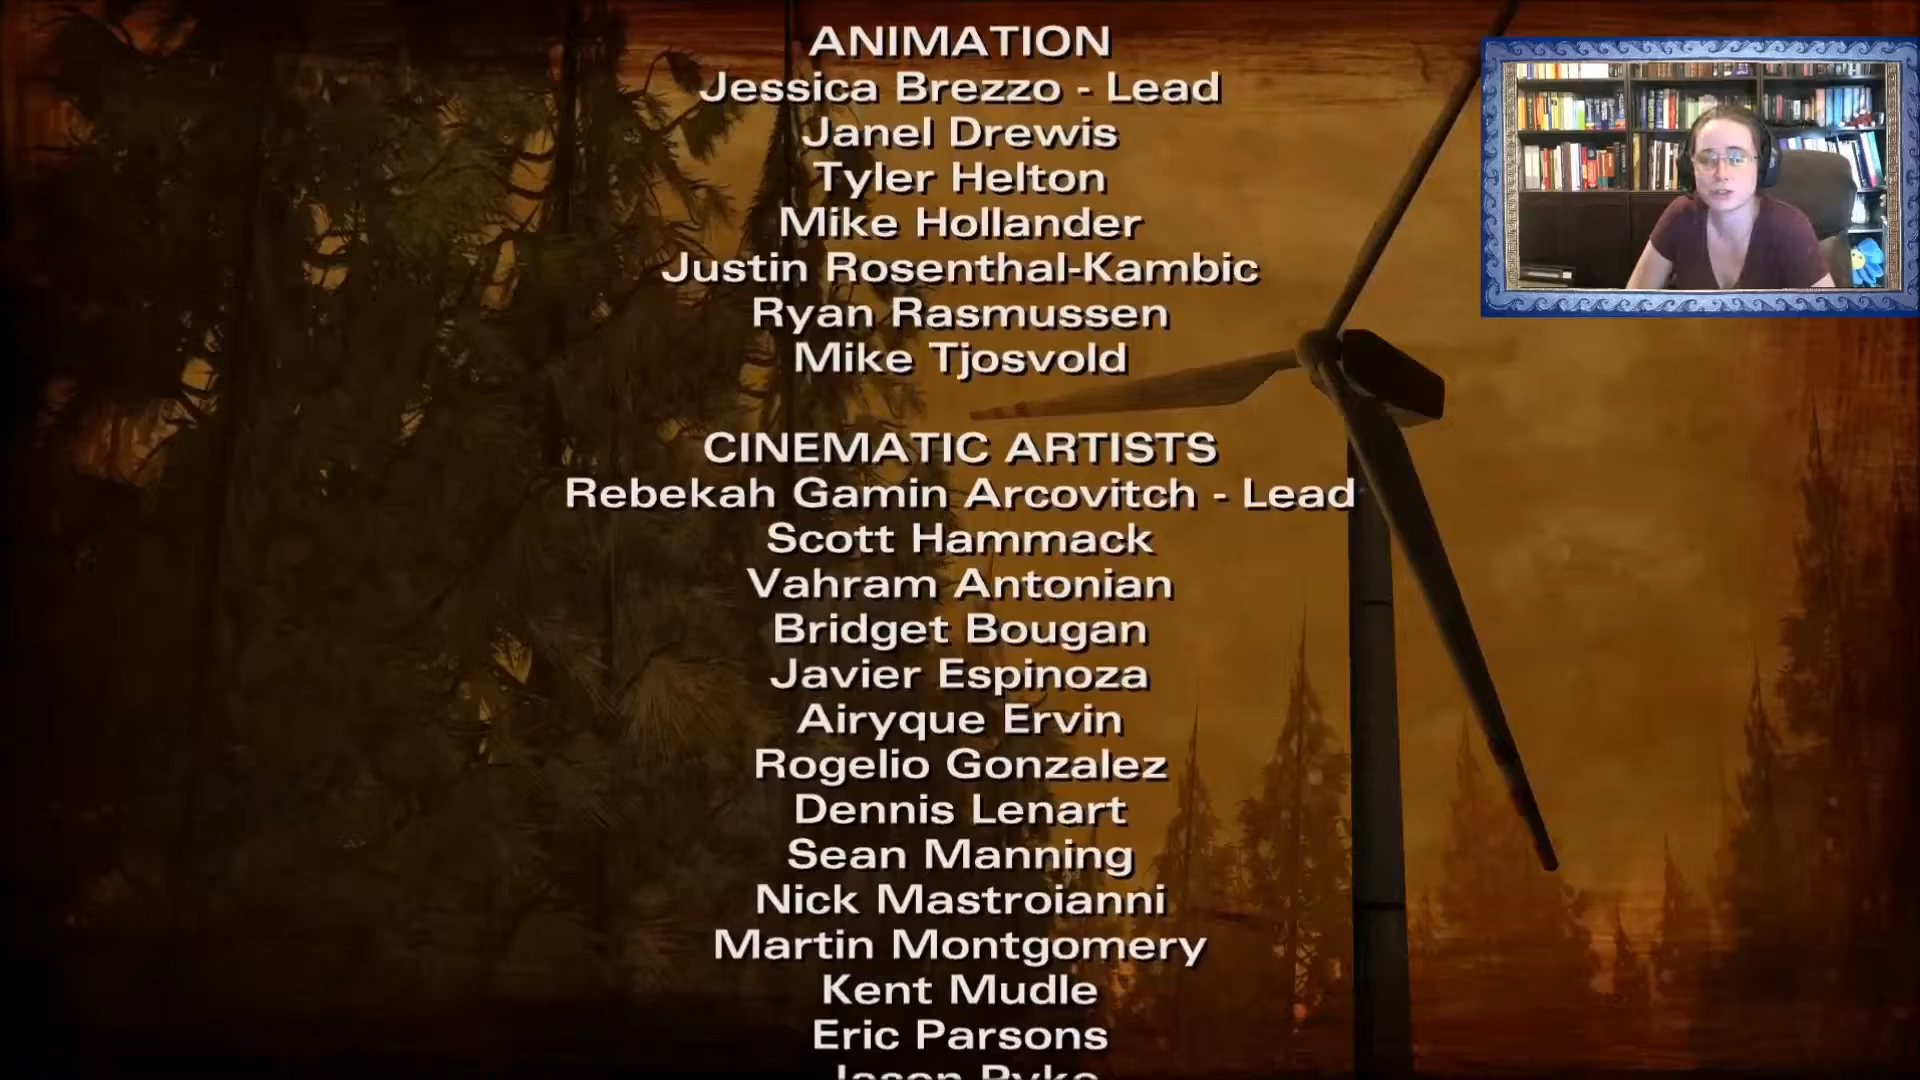 ANIMATION
Jessica Brezzo - Lead
Janel Drewis
Tyler Helton
Mike Hollander
Justin Rosenthal-Kambic
Ryan Rasmussen
Mike Tjosvold
CINEMATIC ARTISTS
Rebekah Gamin Arcovitch - Lead
Scott Hammack
Vahram Antonian
Bridget Bougan
Javier Espinoza
Airyque Ervin
Rogelio Gonzalez
Dennis Lenart
Sean Manning
Nick Mastroianni
Martin Montgomery
Kent Mudle
Eric Parsons
Jason Pyke